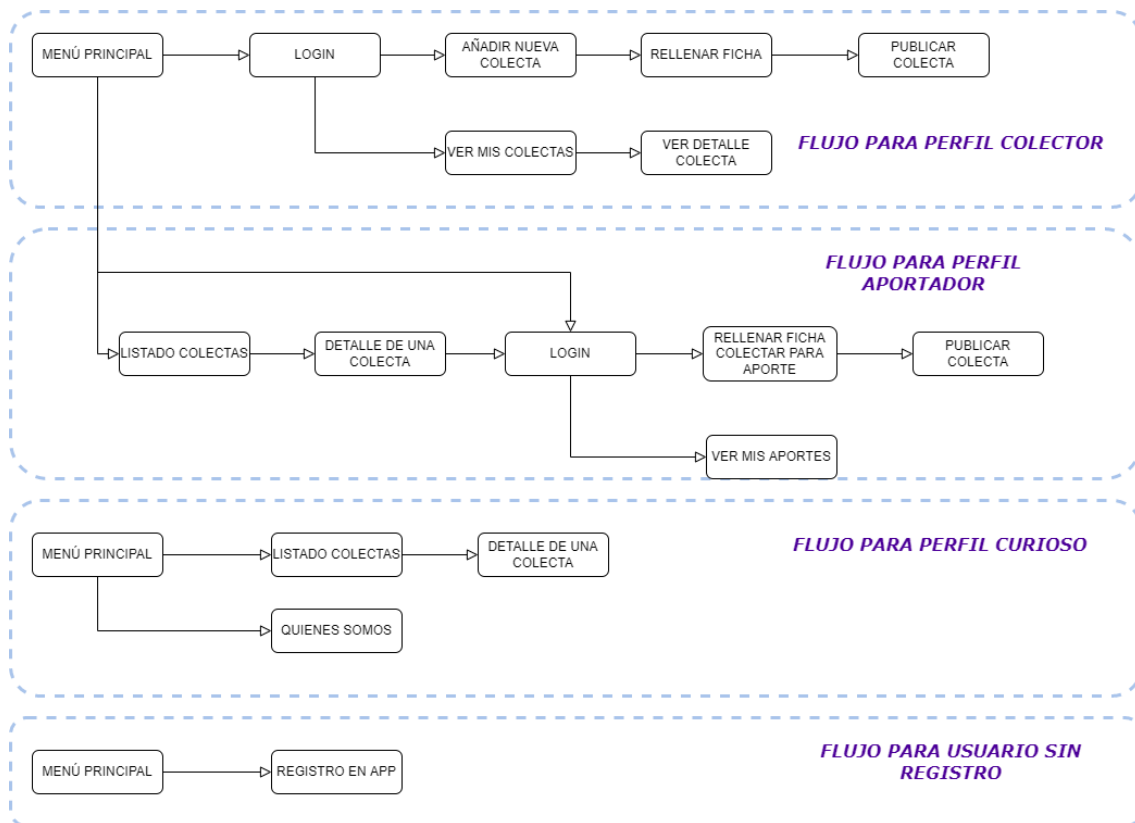 MENÚ PRINCIPAL
LOGIN
AÑADIR NUEVA
COLECTA
RELLENAR FICHA
PUBLICAR
COLECTA
VER MIS COLECTAS
VER DETALLE
COLECTA
FLUJO PARA PERFIL COLECTOR
FLUJO PARA PERFIL
APORTADOR
LISTADO COLECTAS
DETALLE DE UNA
COLECTA
LOGIN
RELLENAR FICHA
COLECTAR PARA
APORTE
PUBLICAR
COLECTA
VER MIS APORTES
MENÚ PRINCIPAL
LISTADO COLECTAS
DETALLE DE UNA
COLECTA
FLUJO PARA PERFIL CURIOSO
QUIENES SOMOS
MENÚ PRINCIPAL
REGISTRO EN APP
FLUJO PARA USUARIO SIN
REGISTRO